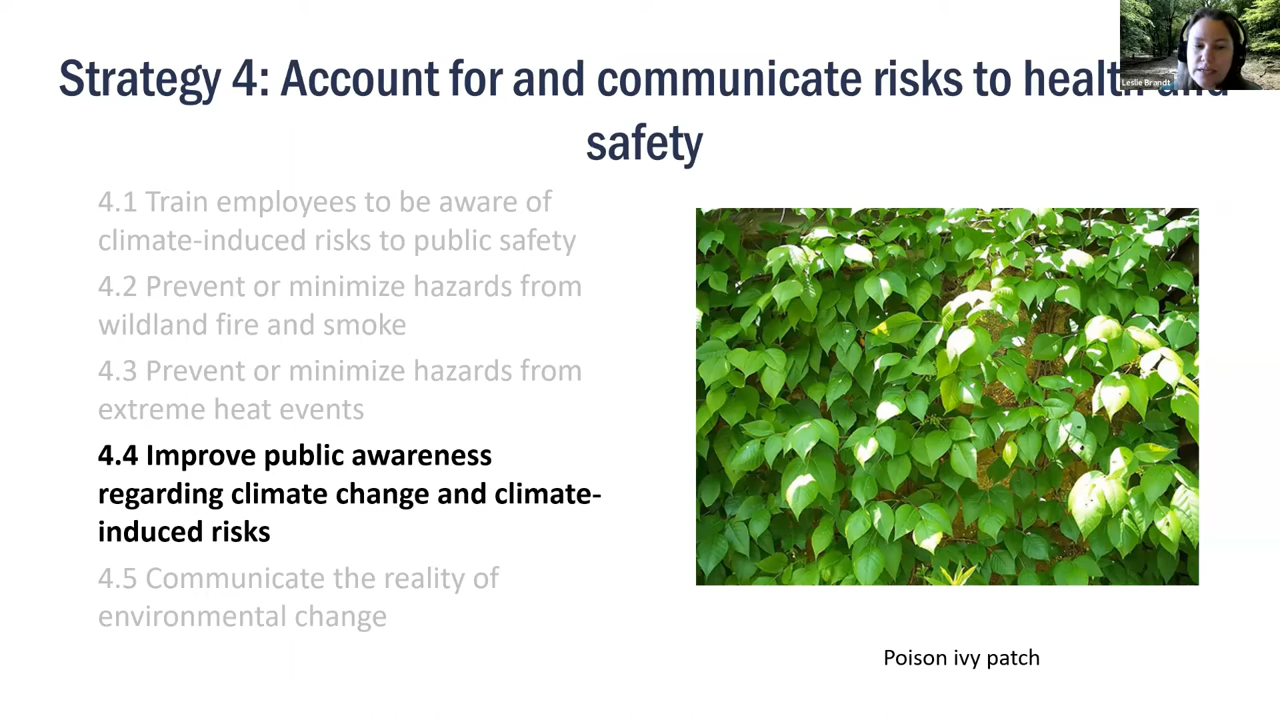 Strategy 4: Account for and communicate risks to health and
safety
Leslie Brandt
4.1 Train employees to be aware of
climate-induced risks to public safety
4.2 Prevent or minimize hazards from
wildland fire and smoke
4.3 Prevent or minimize hazards from
extreme heat events
4.4 Improve public awareness
regarding climate change and climate-
induced risks
4.5 Communicate the reality of
environmental change
Poison ivy patch